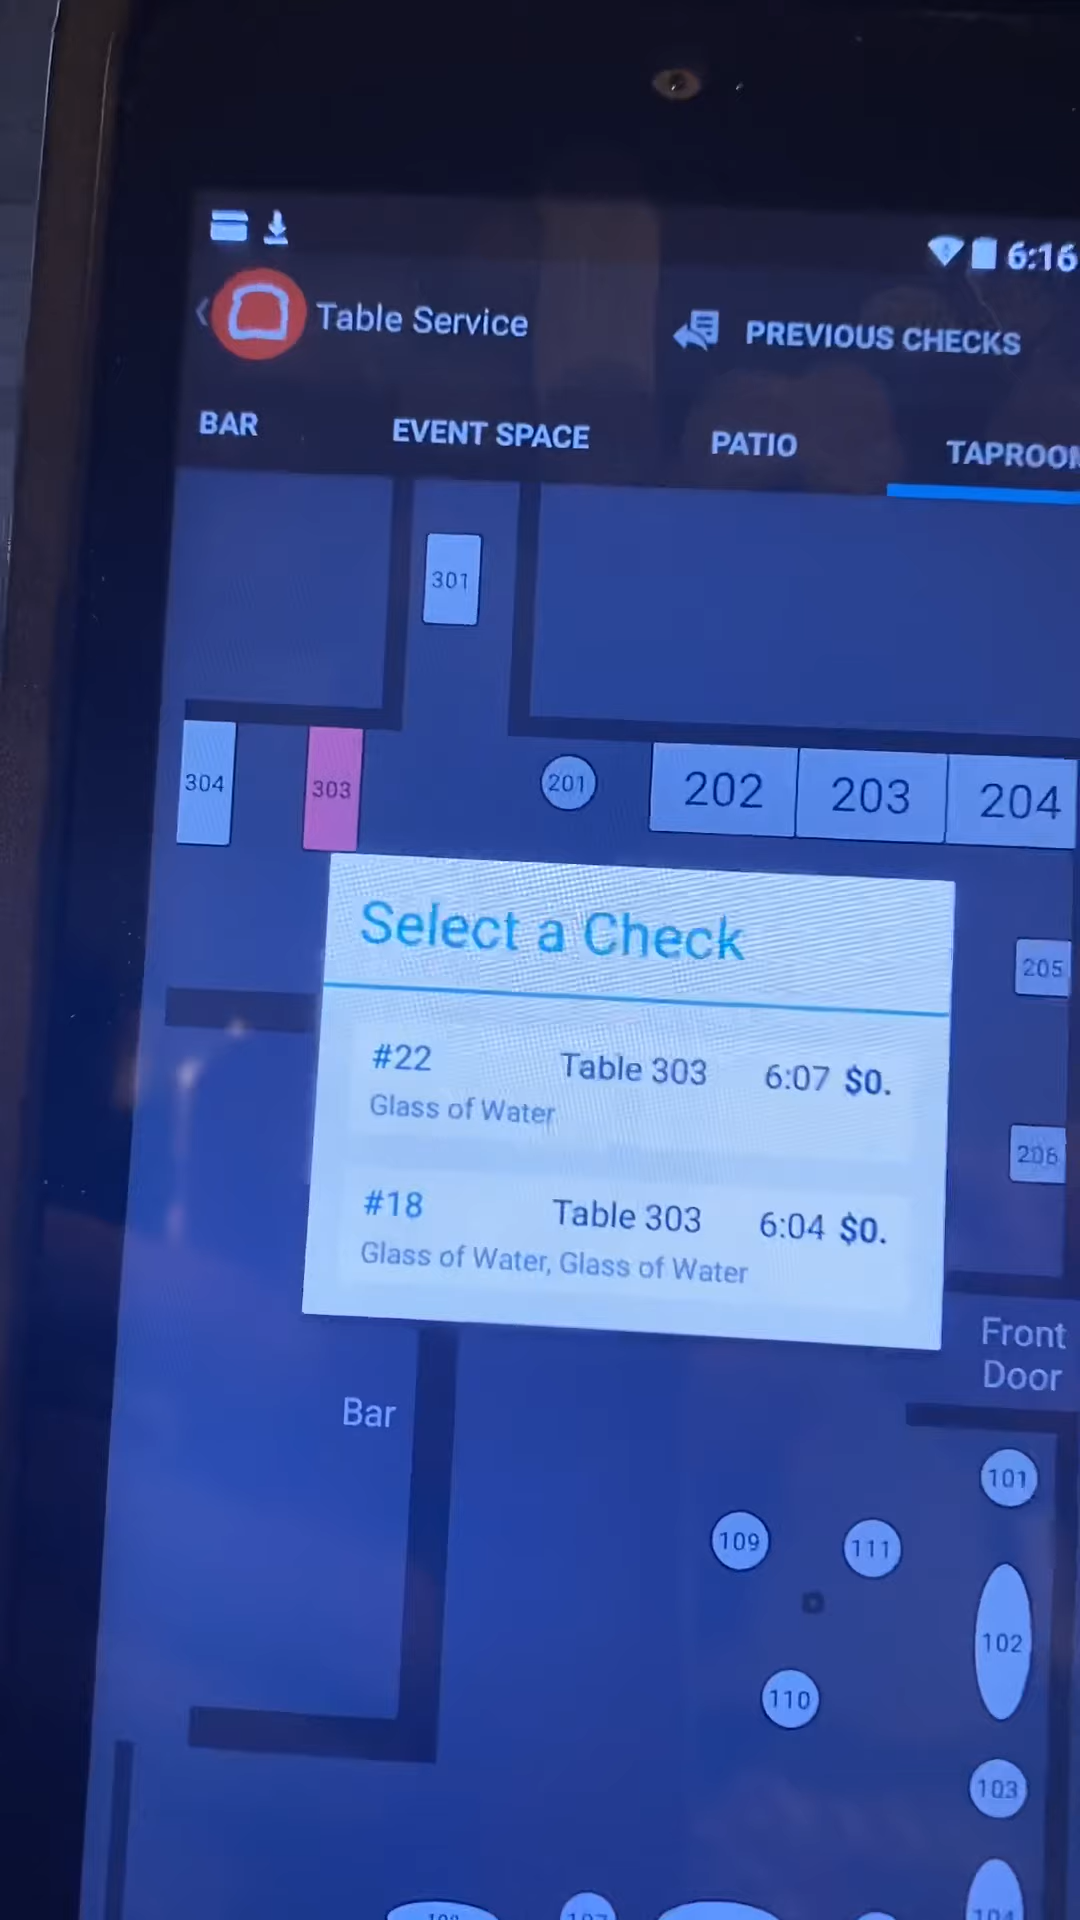 6:16
Table Service
PREVIOUS CHECKS
BAR
EVENT SPACE
PATIO
TAPROOM
301
304
303
201
202
203
204
Select a Check
205
#22
Table 303
6:07 $0.
Glass of Water
206
#18
Table 303
6:04 $0.
Glass of Water, Glass of Water
Front
Door
Bar
101
109
111
102
110
103
104